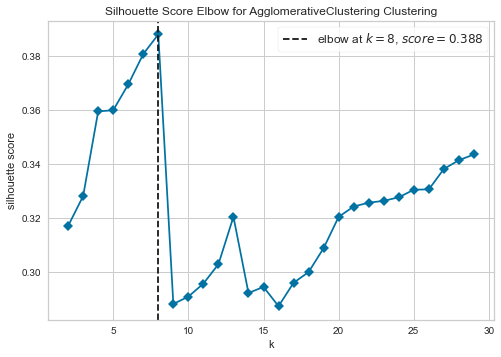 Silhouette Score Elbow for AgglomerativeClustering Clustering
elbow at k = 8, score = 0.388
0.38
0.36
0.34
0.32
0.30
silhouette score
5 10 15 20 25 30
k